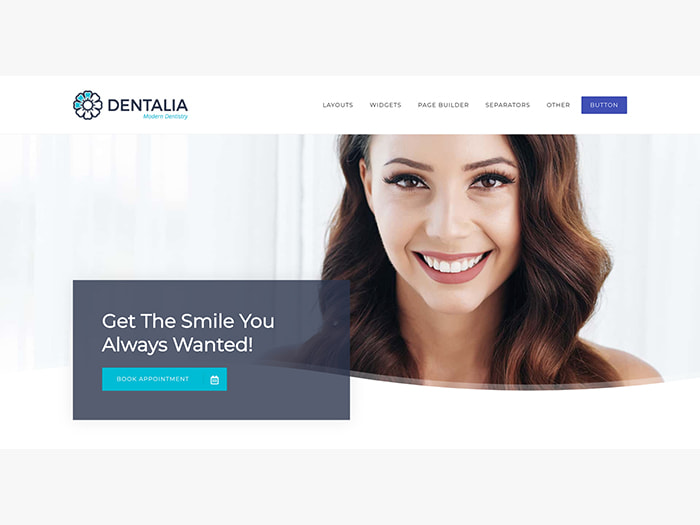 DENTALIA
Modern Dentistry
LAYOUTS WIDGETS PAGE BUILDER SEPARATORS OTHER BUTTON
Get The Smile You
Always Wanted!
BOOK APPOINTMENT